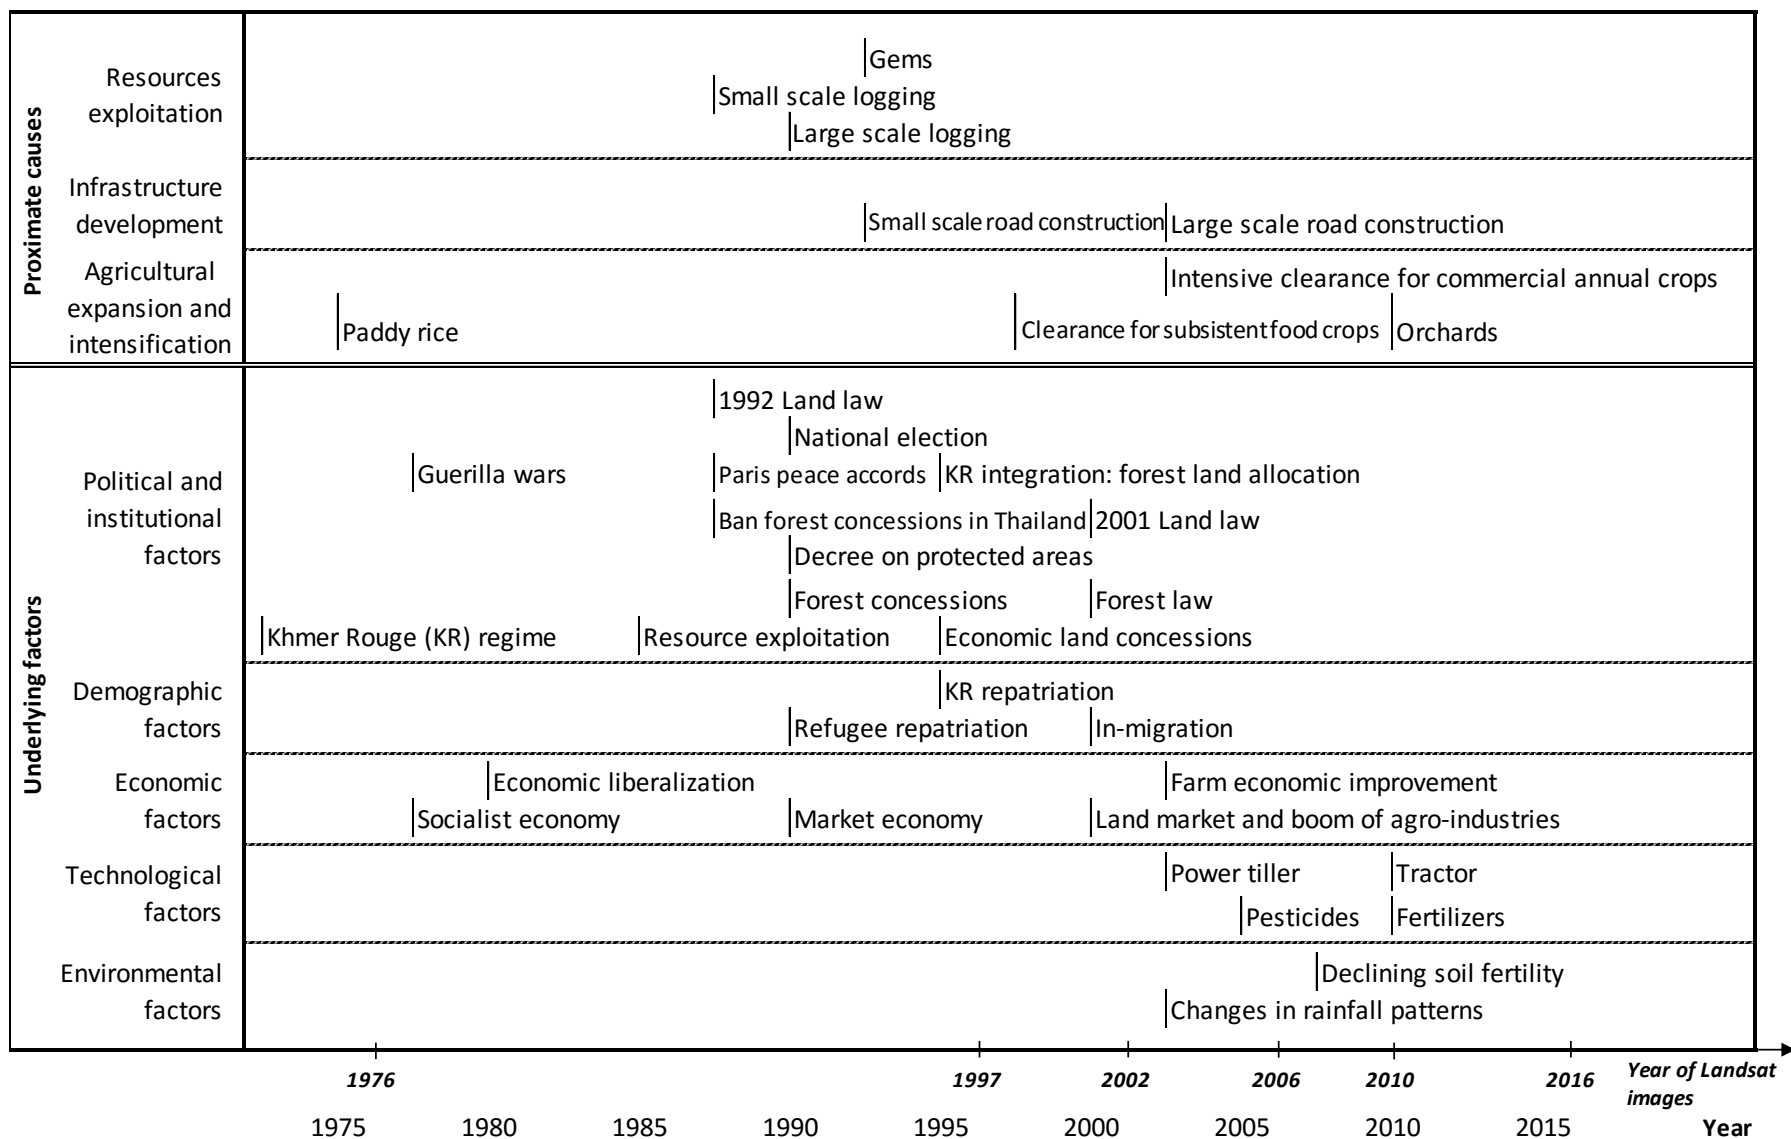 Proximate causes
Resources
exploitation
Gems
Small scale logging
Large scale logging
Infrastructure
development
Small scale road construction
Large scale road construction
Agricultural
expansion and
intensification
Intensive clearance for commercial annual crops
Paddy rice
Clearance for subsistent food crops
Orchards
Underlying factors
Political and
institutional
factors
1992 Land law
National election
Guerilla wars
Paris peace accords
KR integration: forest land allocation
Ban forest concessions in Thailand
2001 Land law
Decree on protected areas
Forest concessions
Forest law
Khmer Rouge (KR) regime
Resource exploitation
Economic land concessions
Demographic
factors
KR repatriation
Refugee repatriation
In-migration
Economic
factors
Economic liberalization
Farm economic improvement
Socialist economy
Market economy
Land market and boom of agro-industries
Technological
factors
Power tiller
Tractor
Pesticides
Fertilizers
Environmental
factors
Declining soil fertility
Changes in rainfall patterns
1976 1997 2002 2006 2010 2016
Year of Landsat
images
1975 1980 1985 1990 1995 2000 2005 2010 2015 Year